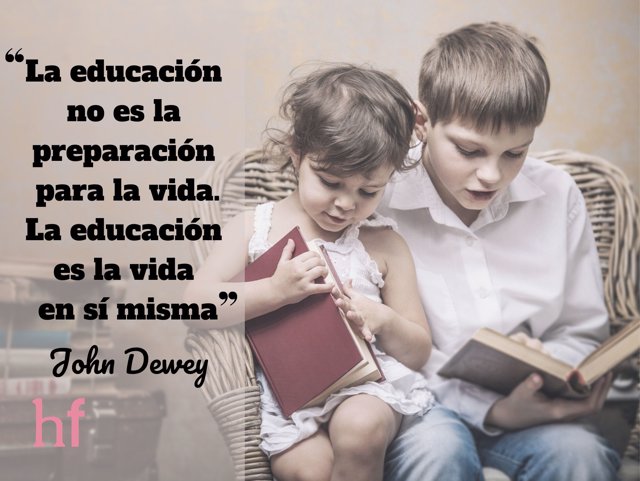 “La educación
no es la
preparación
para la vida.
La educación
es la vida
en sí misma”
John Dewey
hf